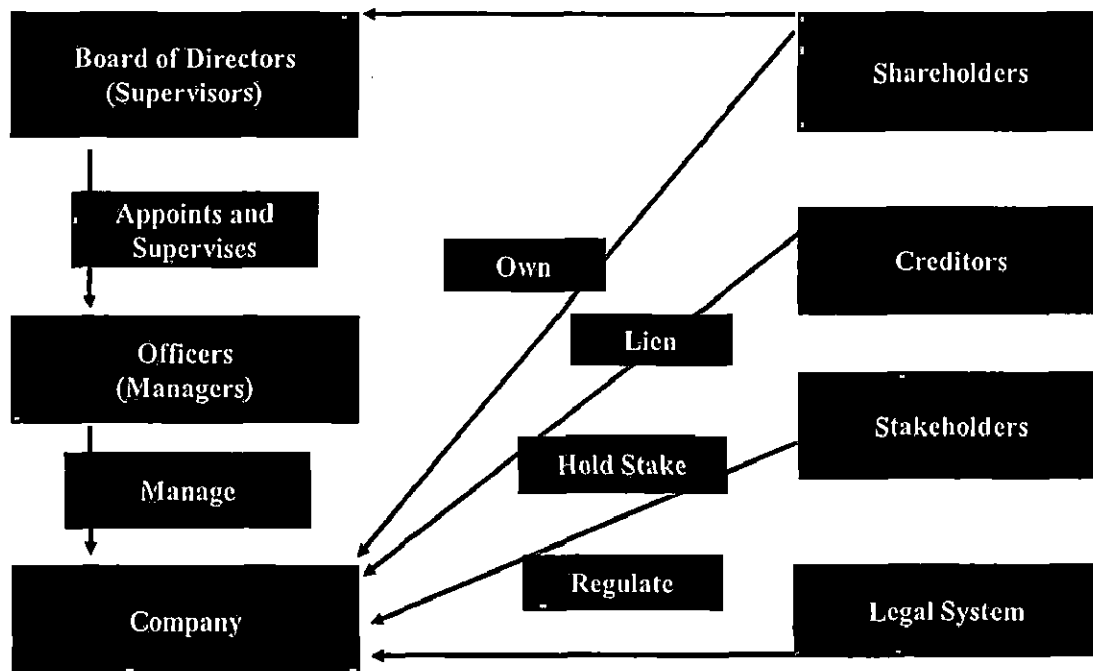 Board of Directors
(Supervisors)
Shareholders
Appoints and
Supervises
Own
Creditors
Lien
Officers
(Managers)
Stakeholders
Hold Stake
Manage
Regulate
Company
Legal System